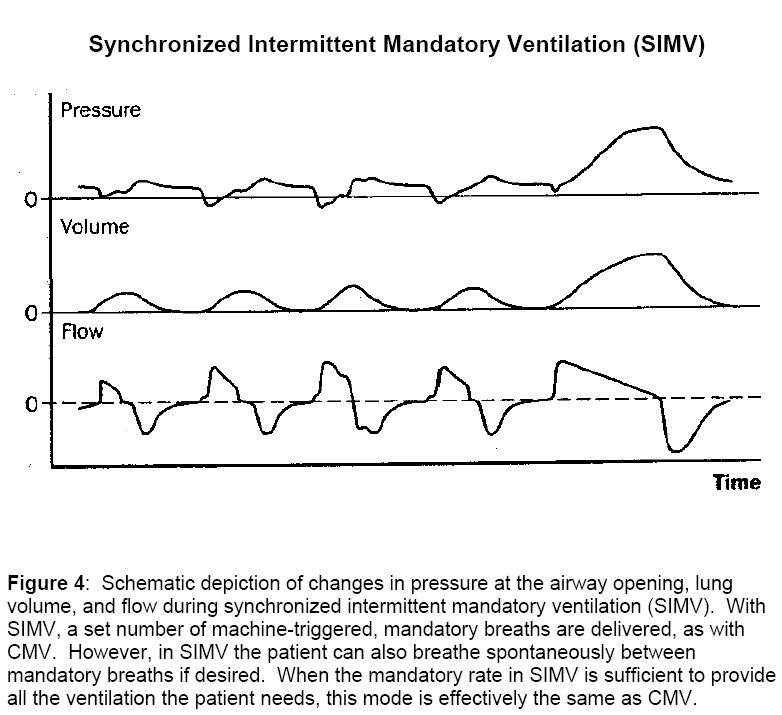 Synchronized Intermittent Mandatory Ventilation (SIMV)
Pressure
0
Volume
0
Flow
0
Time
Figure 4:  Schematic depiction of changes in pressure at the airway opening, lung
volume, and flow during synchronized intermittent mandatory ventilation (SIMV).  With
SIMV, a set number of machine-triggered, mandatory breaths are delivered, as with
CMV.  However, in SIMV the patient can also breathe spontaneously between
mandatory breaths if desired.  When the mandatory rate in SIMV is sufficient to provide
all the ventilation the patient needs, this mode is effectively the same as CMV.